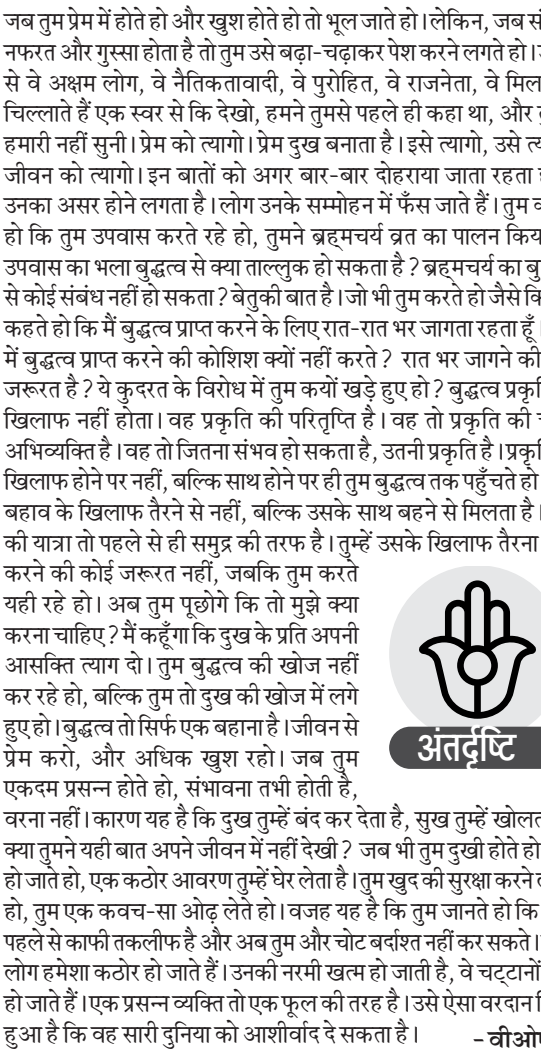 जब तुम प्रेम में होते हो और खुश होते हो तो भूल जाते हो। लेकिन, जब
नफरत और गुस्सा होता है तो तुम उसे बढ़ा-चढ़ाकर पेश करने लगते हो।
से वे अक्षम लोग, वे नैतिकतावादी, वे पुरोहित, वे राजनेता, वे
चिल्लाते हैं एक स्वर से कि देखो, हमने तुमसे पहले ही कहा था, और
हमारी नहीं सुनी। प्रेम को त्यागो। प्रेम दुख बनाता है। इसे त्यागो, उसे
जीवन को त्यागो। इन बातों को अगर बार-बार दोहराया जाता रहता
उनका असर होने लगता है। लोग उनके सम्मोहन में फँस जाते हैं। तुम
हो कि तुम उपवास करते रहे हो, तुमने ब्रह्मचर्य व्रत का पालन
उपवास का भला बुद्धत्व से क्या ताल्लुक हो सकता है ? ब्रह्मचर्य का
से कोई संबंध नहीं हो सकता ? बेतुकी बात है। जो भी तुम करते हो जैसे
कहते हो कि मैं बुद्धत्व प्राप्त करने के लिए रात-रात भर जागता रहता हूँ।
में बुद्धत्व प्राप्त करने की कोशिश क्यों नहीं करते ? रात भर जागने की
जरूरत है ? ये कुदरत के विरोध में तुम कयों खड़े हुए हो ? बुद्धत्व
खिलाफ नहीं होता। वह प्रकृति की परितृप्ति है। वह तो प्रकृति की
अभिव्यक्ति है। वह तो जितना संभव हो सकता है, उतनी प्रकृति है।
खिलाफ होने पर नहीं, बल्कि साथ होने पर ही तुम बुद्धत्व तक पहुँचते हो
बहाव के खिलाफ तैरने से नहीं, बल्कि उसके साथ बहने से मिलता है।
की यात्रा तो पहले से ही समुद्र की तरफ है। तुम्हें उसके खिलाफ तैरना
करने की कोई जरूरत नहीं, जबकि तुम करते
यही रहे हो। अब तुम पूछोगे कि तो मुझे क्या
करना चाहिए ? मैं कहूँगा कि दुख के प्रति अपनी
आसक्ति त्याग दो। तुम बुद्धत्व की खोज नहीं
कर रहे हो, बल्कि तुम तो दुख की खोज में लगे
हुए हो। बुद्धत्व तो सिर्फ एक बहाना है। जीवन से
प्रेम करो, और अधिक खुश रहो। जब तुम
एकदम प्रसन्न होते हो, संभावना तभी होती है,
अंतर्दृष्टि
वरना नहीं। कारण यह है कि दुख तुम्हें बंद कर देता है, सुख तुम्हें
क्या तुमने यही बात अपने जीवन में नहीं देखी ? जब भी तुम दुखी होते हो
हो जाते हो, एक कठोर आवरण तुम्हें घेर लेता है। तुम खुद की सुरक्षा करने
हो, तुम एक कवच-सा ओढ़ लेते हो। वजह यह है कि तुम जानते हो कि
पहले से काफी तकलीफ है और अब तुम और चोट बर्दाश्त नहीं कर सकते।
लोग हमेशा कठोर हो जाते हैं। उनकी नरमी खत्म हो जाती है, वे चट्टानों
हो जाते हैं। एक प्रसन्न व्यक्ति तो एक फूल की तरह है। उसे ऐसा वरदान
हुआ है कि वह सारी दुनिया को आशीर्वाद दे सकता है।